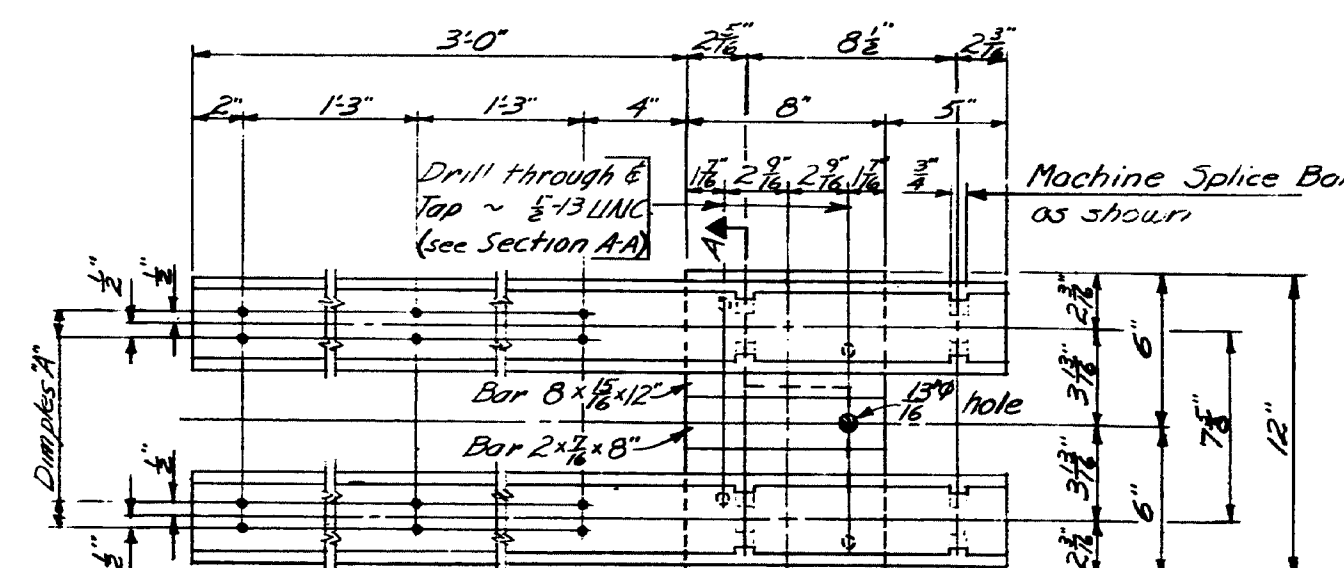 3'-0" 2 5/16" 8 1/2" 2 3/16"
2" 1'-3" 1'-3" 4" 8" 5"
1 7/16" 2 9/16" 2 9/16" 1 7/16" 3/4"
Drill through &
Tap ~ 1/2-13 UNC
(see Section A-A)
Machine Splice Bar
as shown
A
1/2" 1/2"
2 3/16"
6"
3 13/16"
Bar 8 x 15/16 x 12"
13/16"φ hole
Dimples "A"
7 5/8"
12"
Bar 2 x 7/16 x 8"
1/2"
3 13/16"
6"
1/2"
2 3/16"